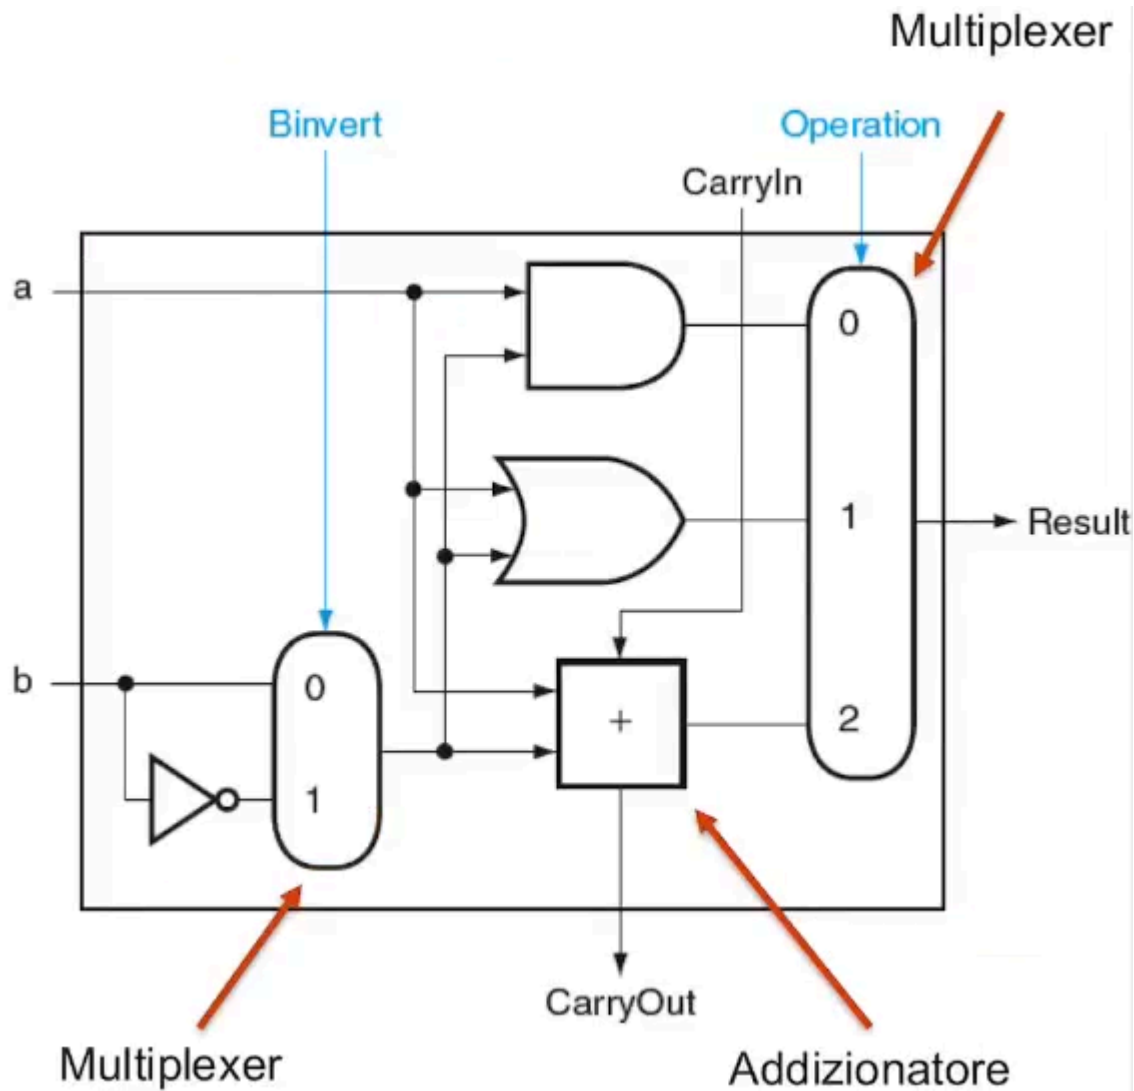 Multiplexer
Binvert
Operation
CarryIn
a
0
1
Result
b
0
+
2
1
CarryOut
Multiplexer
Addizionatore